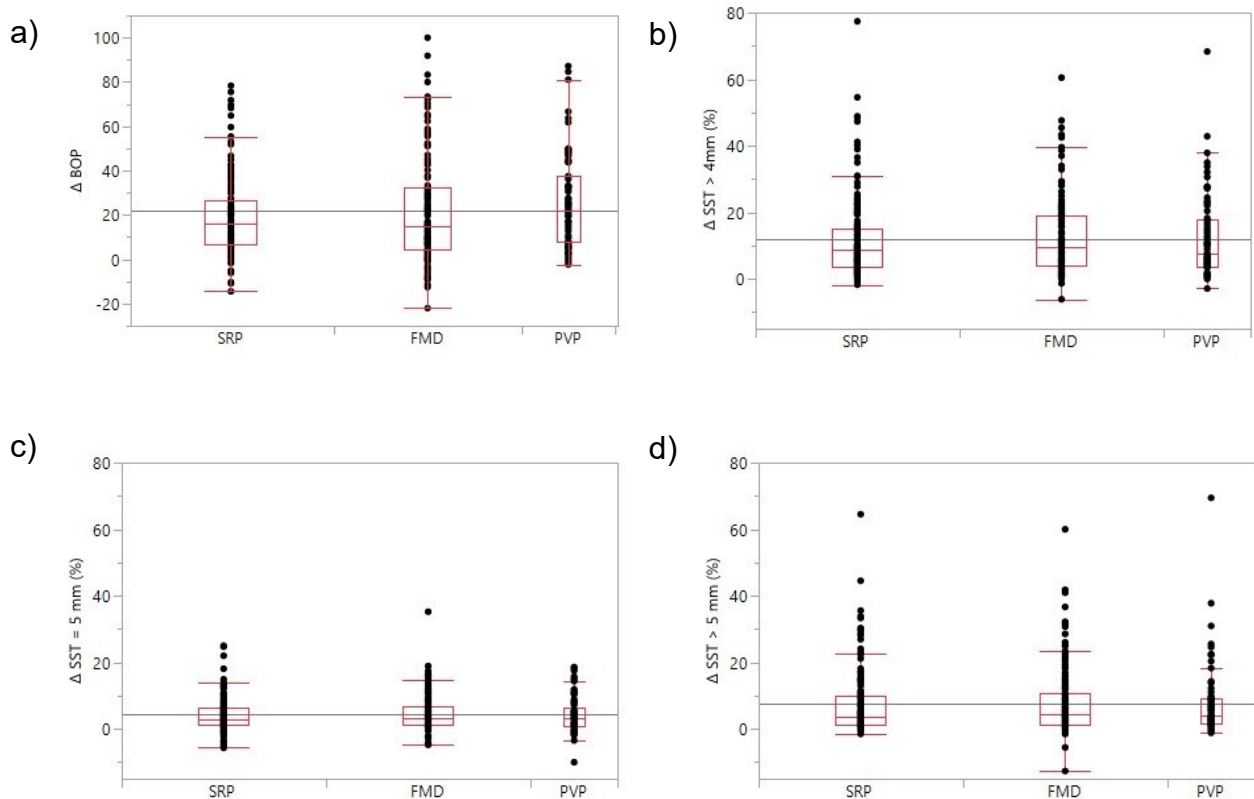 a)
Δ BOP
100
80
60
40
20
0
-20
SRP FMD PVP
b)
Δ SST > 4mm (%)
80
60
40
20
0
SRP FMD PVP
c)
Δ SST = 5 mm (%)
80
60
40
20
0
SRP FMD PVP
d)
Δ SST > 5 mm (%)
80
60
40
20
0
SRP FMD PVP